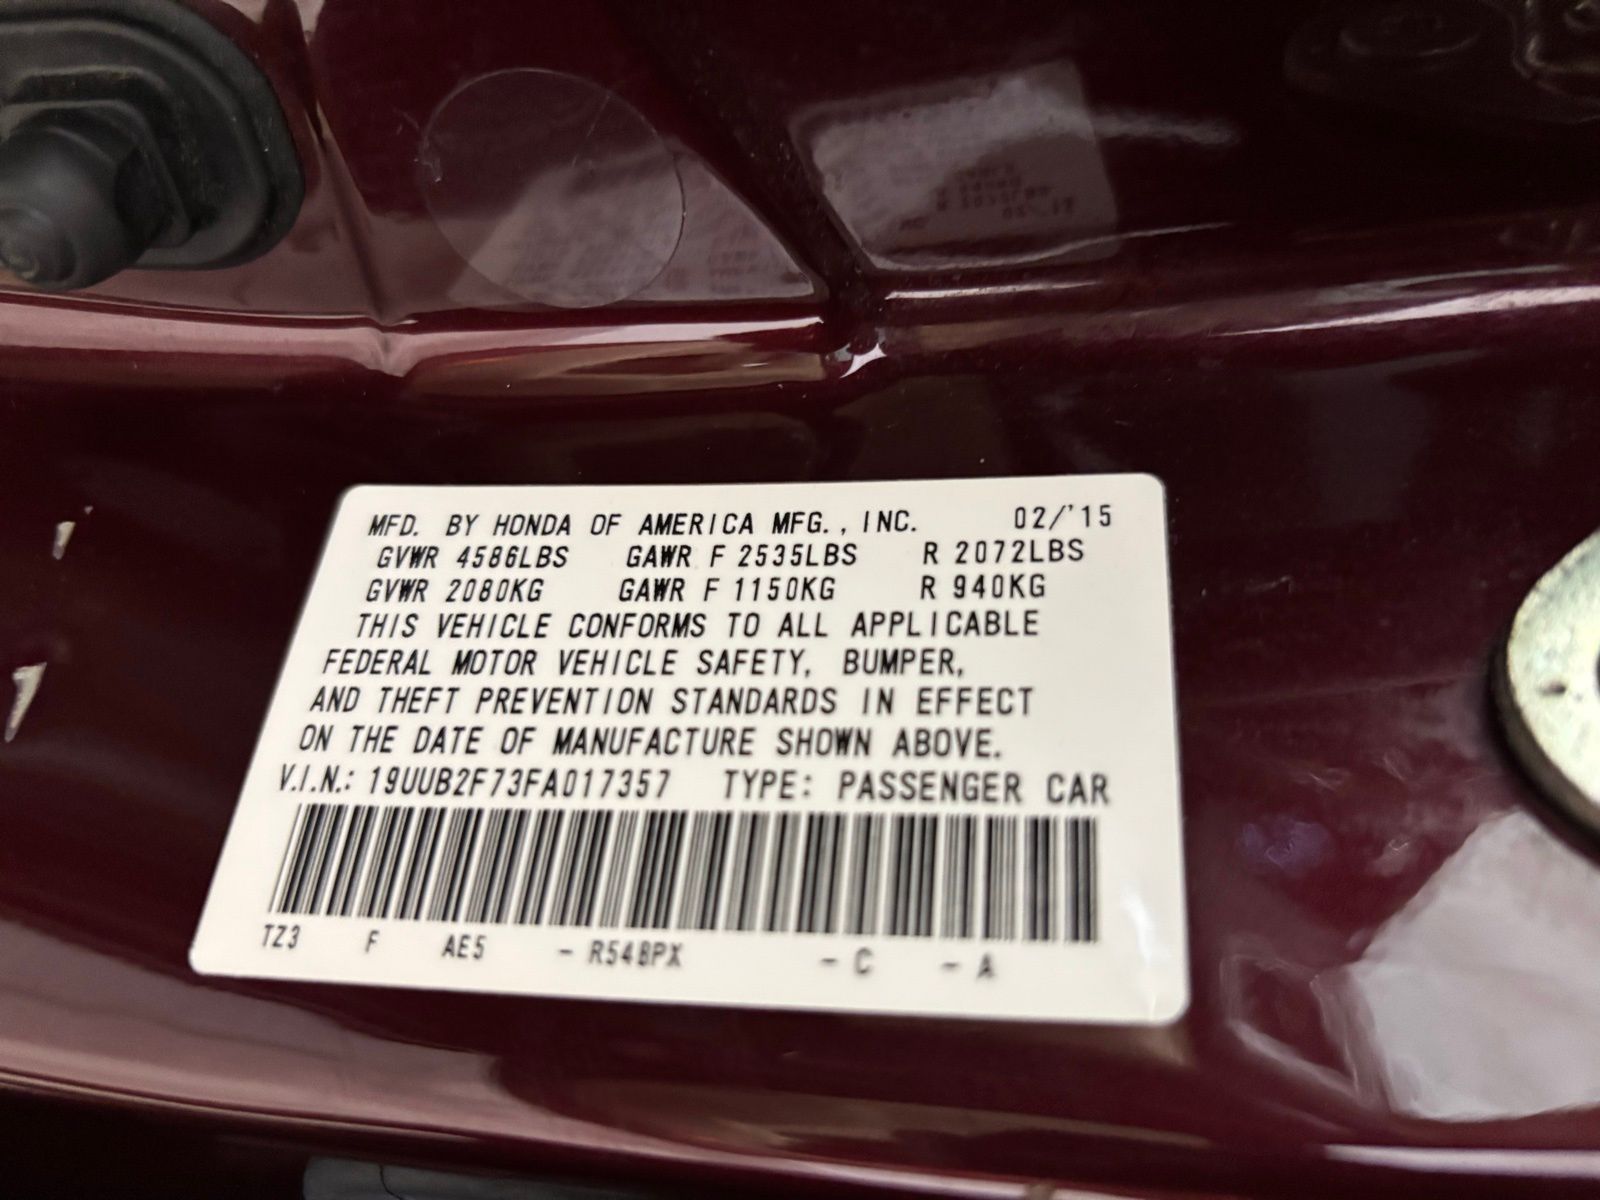 MFD. BY HONDA OF AMERICA MFG., INC. 02/'15
GVWR 4586LBS GAWR F 2535LBS R 2072LBS
GVWR 2080KG GAWR F 1150KG R 940KG
THIS VEHICLE CONFORMS TO ALL APPLICABLE
FEDERAL MOTOR VEHICLE SAFETY, BUMPER,
AND THEFT PREVENTION STANDARDS IN EFFECT
ON THE DATE OF MANUFACTURE SHOWN ABOVE.
V.I.N.: 19UUB2F73FA017357 TYPE: PASSENGER CAR
TZ3 F AE5 - R548PX - C - A